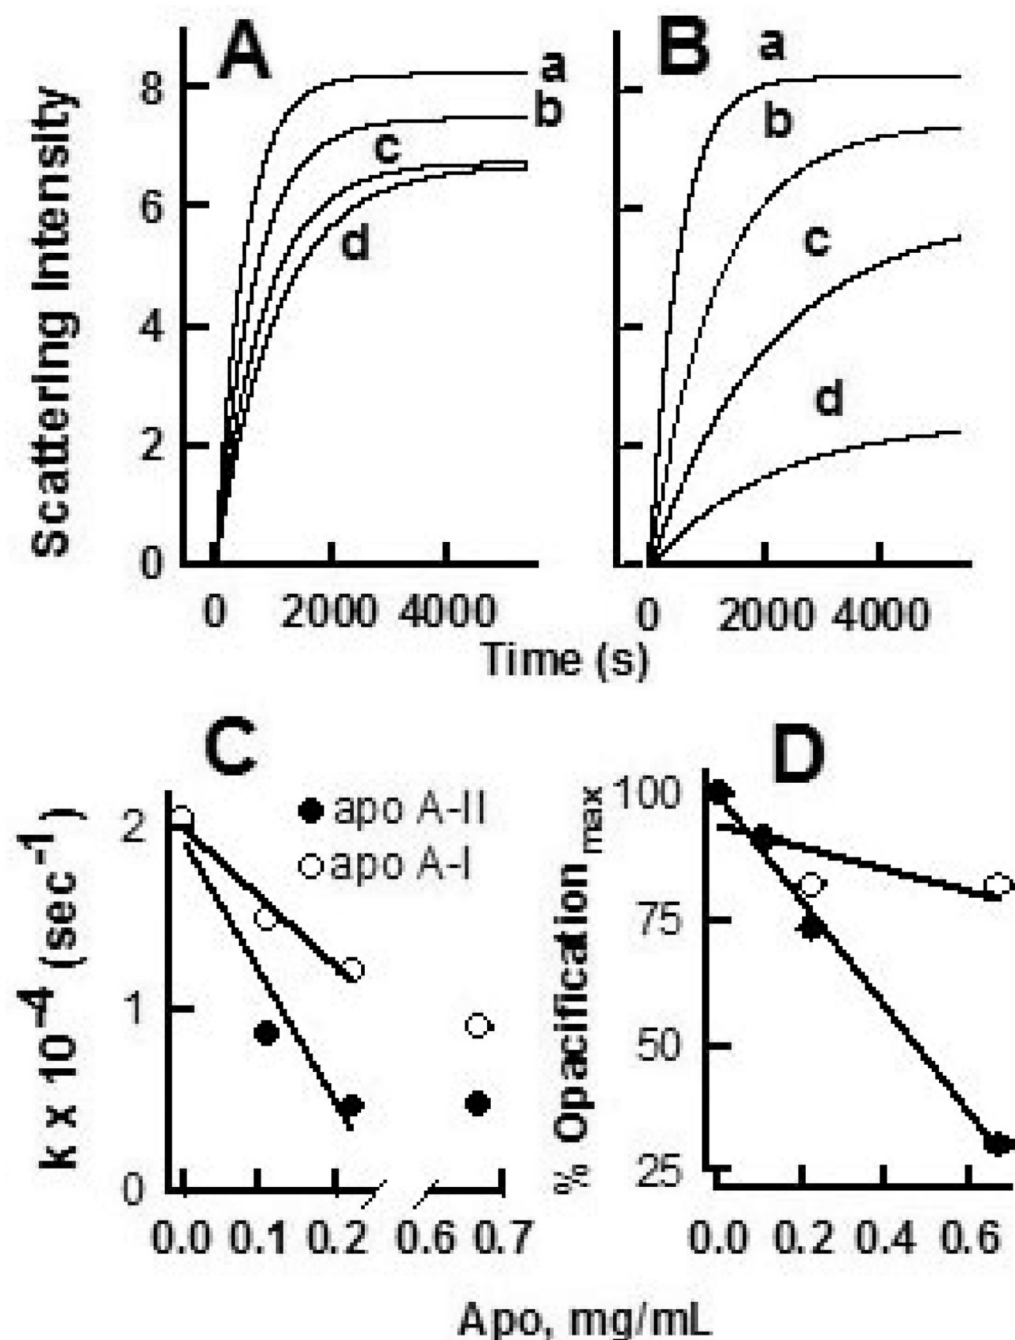 A
B
a
b
c
d
a
b
c
d
Scattering Intensity
8
6
4
2
0
0 2000 4000
0 2000 4000
Time (s)
C
D
● apo A-II
○ apo A-I
k x 10⁻⁴ (sec⁻¹)
2
1
0
0.0 0.1 0.2 0.6 0.7
% Opacification max
100
75
50
25
0.0 0.2 0.4 0.6
Apo, mg/mL